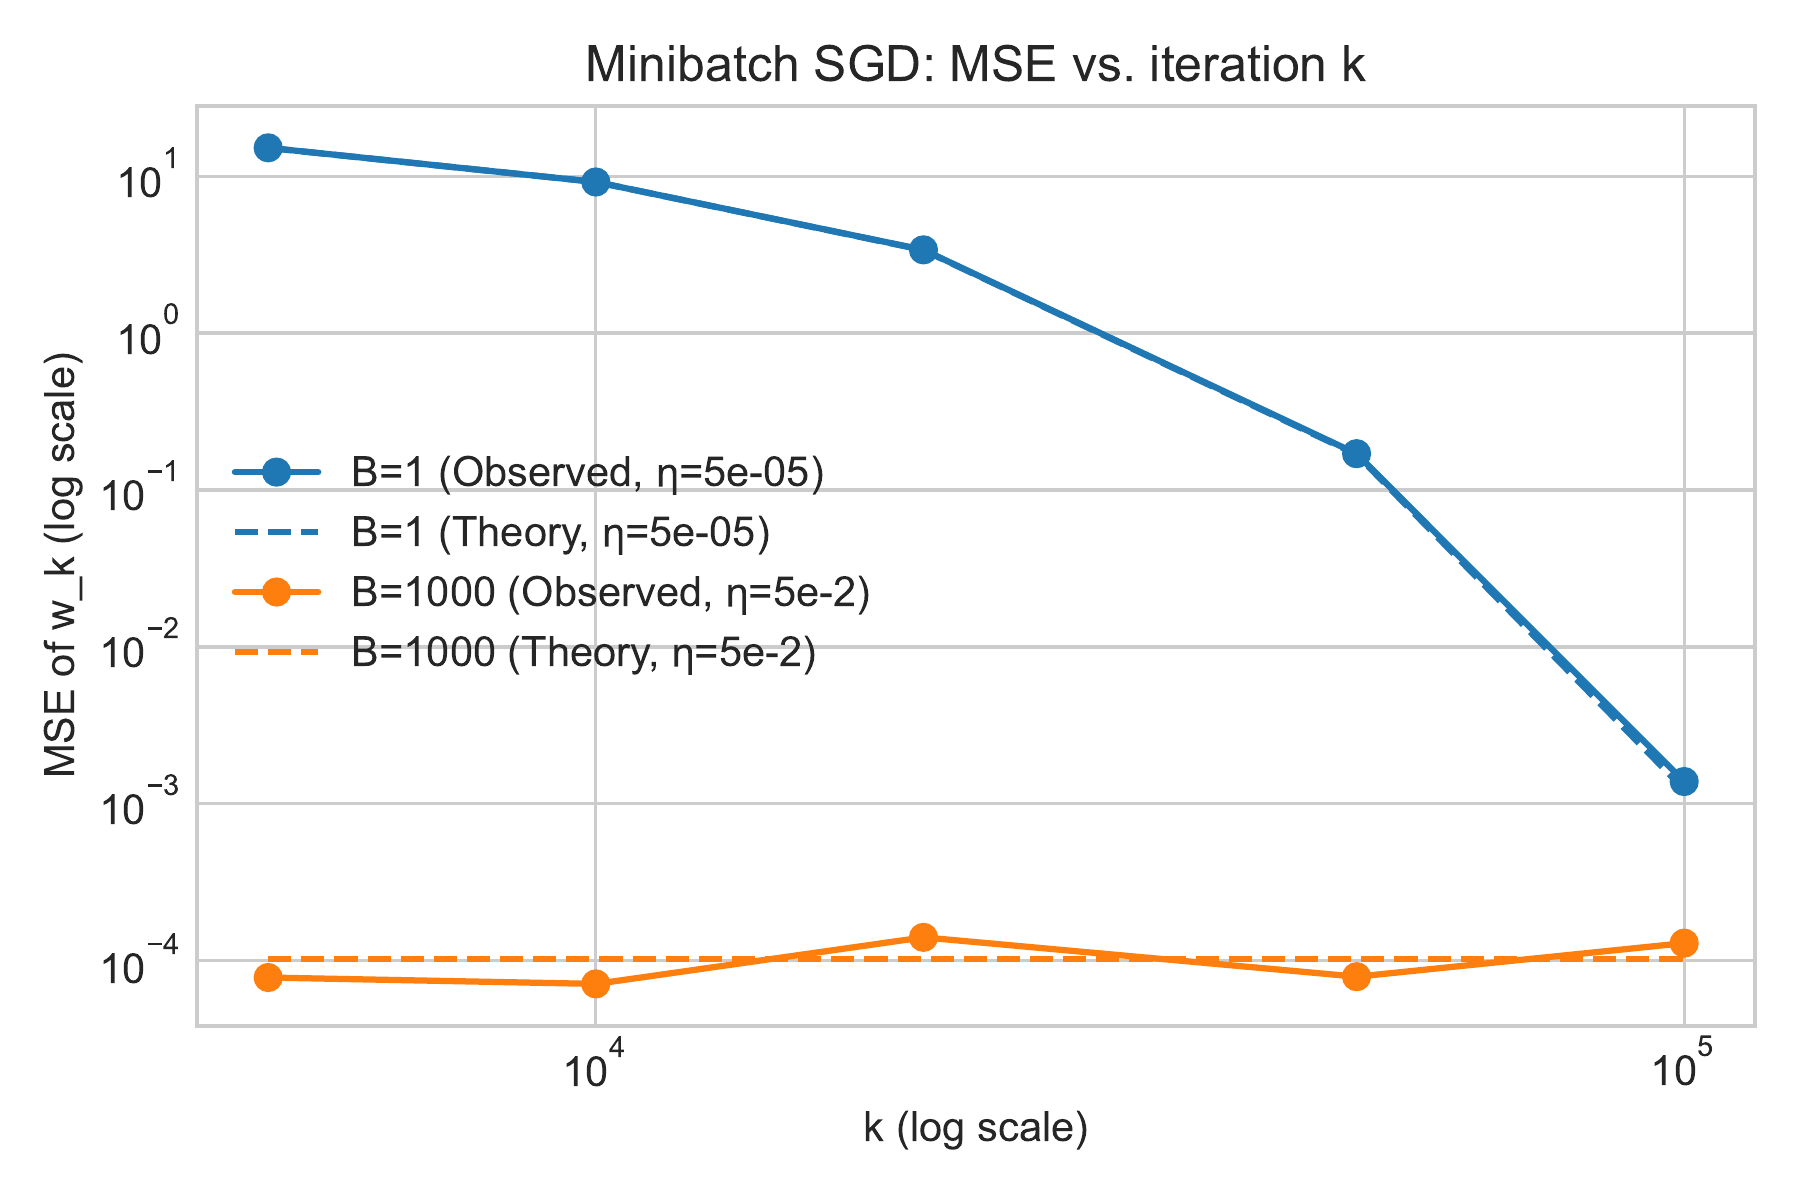 Minibatch SGD: MSE vs. iteration k
MSE of w_k (log scale)
10^1
10^0
10^−1
10^−2
10^−3
10^−4
B=1 (Observed, η=5e-05)
B=1 (Theory, η=5e-05)
B=1000 (Observed, η=5e-2)
B=1000 (Theory, η=5e-2)
10^4
10^5
k (log scale)